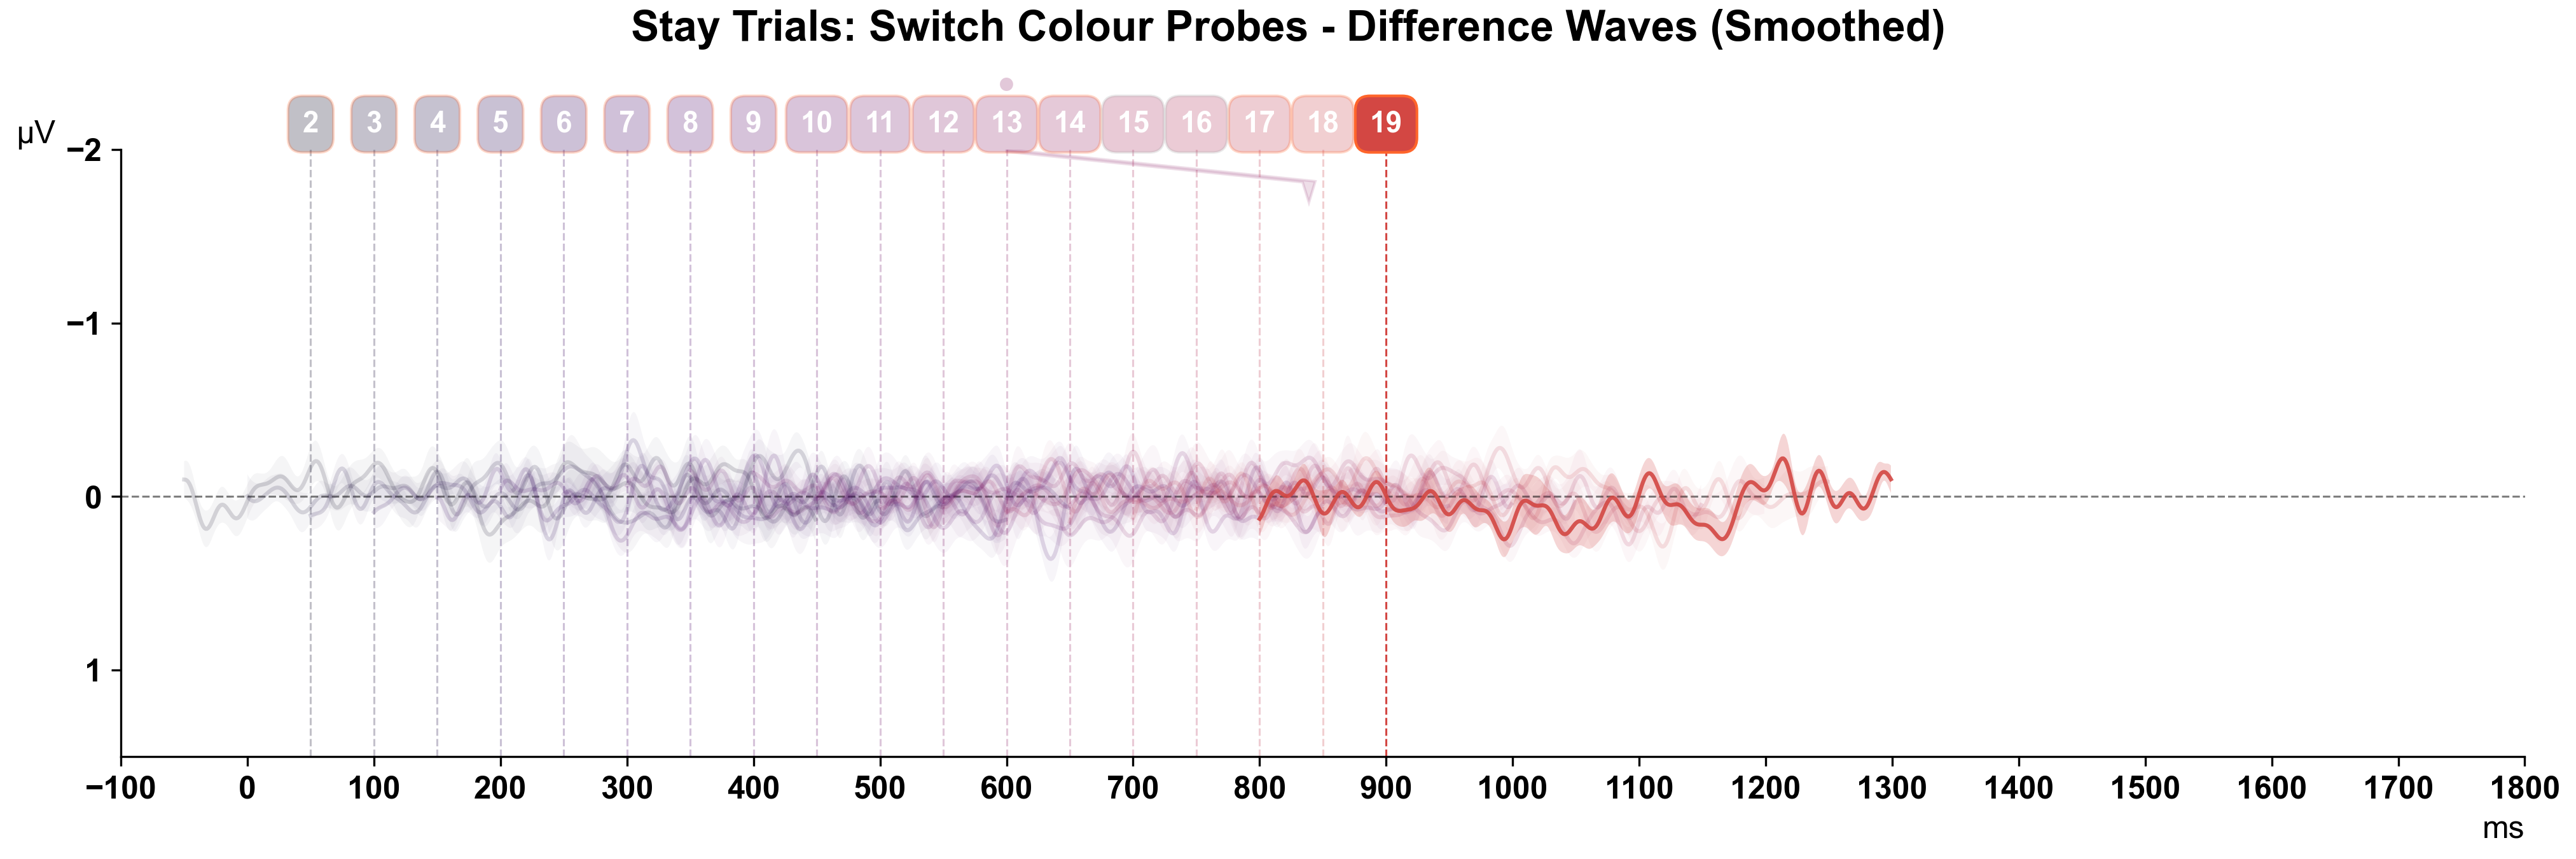 Stay Trials: Switch Colour Probes - Difference Waves (Smoothed)
2 3 4 5 6 7 8 9 10 11 12 13 14 15 16 17 18 19
µV
−2
−1
0
1
−100 0 100 200 300 400 500 600 700 800 900 1000 1100 1200 1300 1400 1500 1600 1700 1800
ms